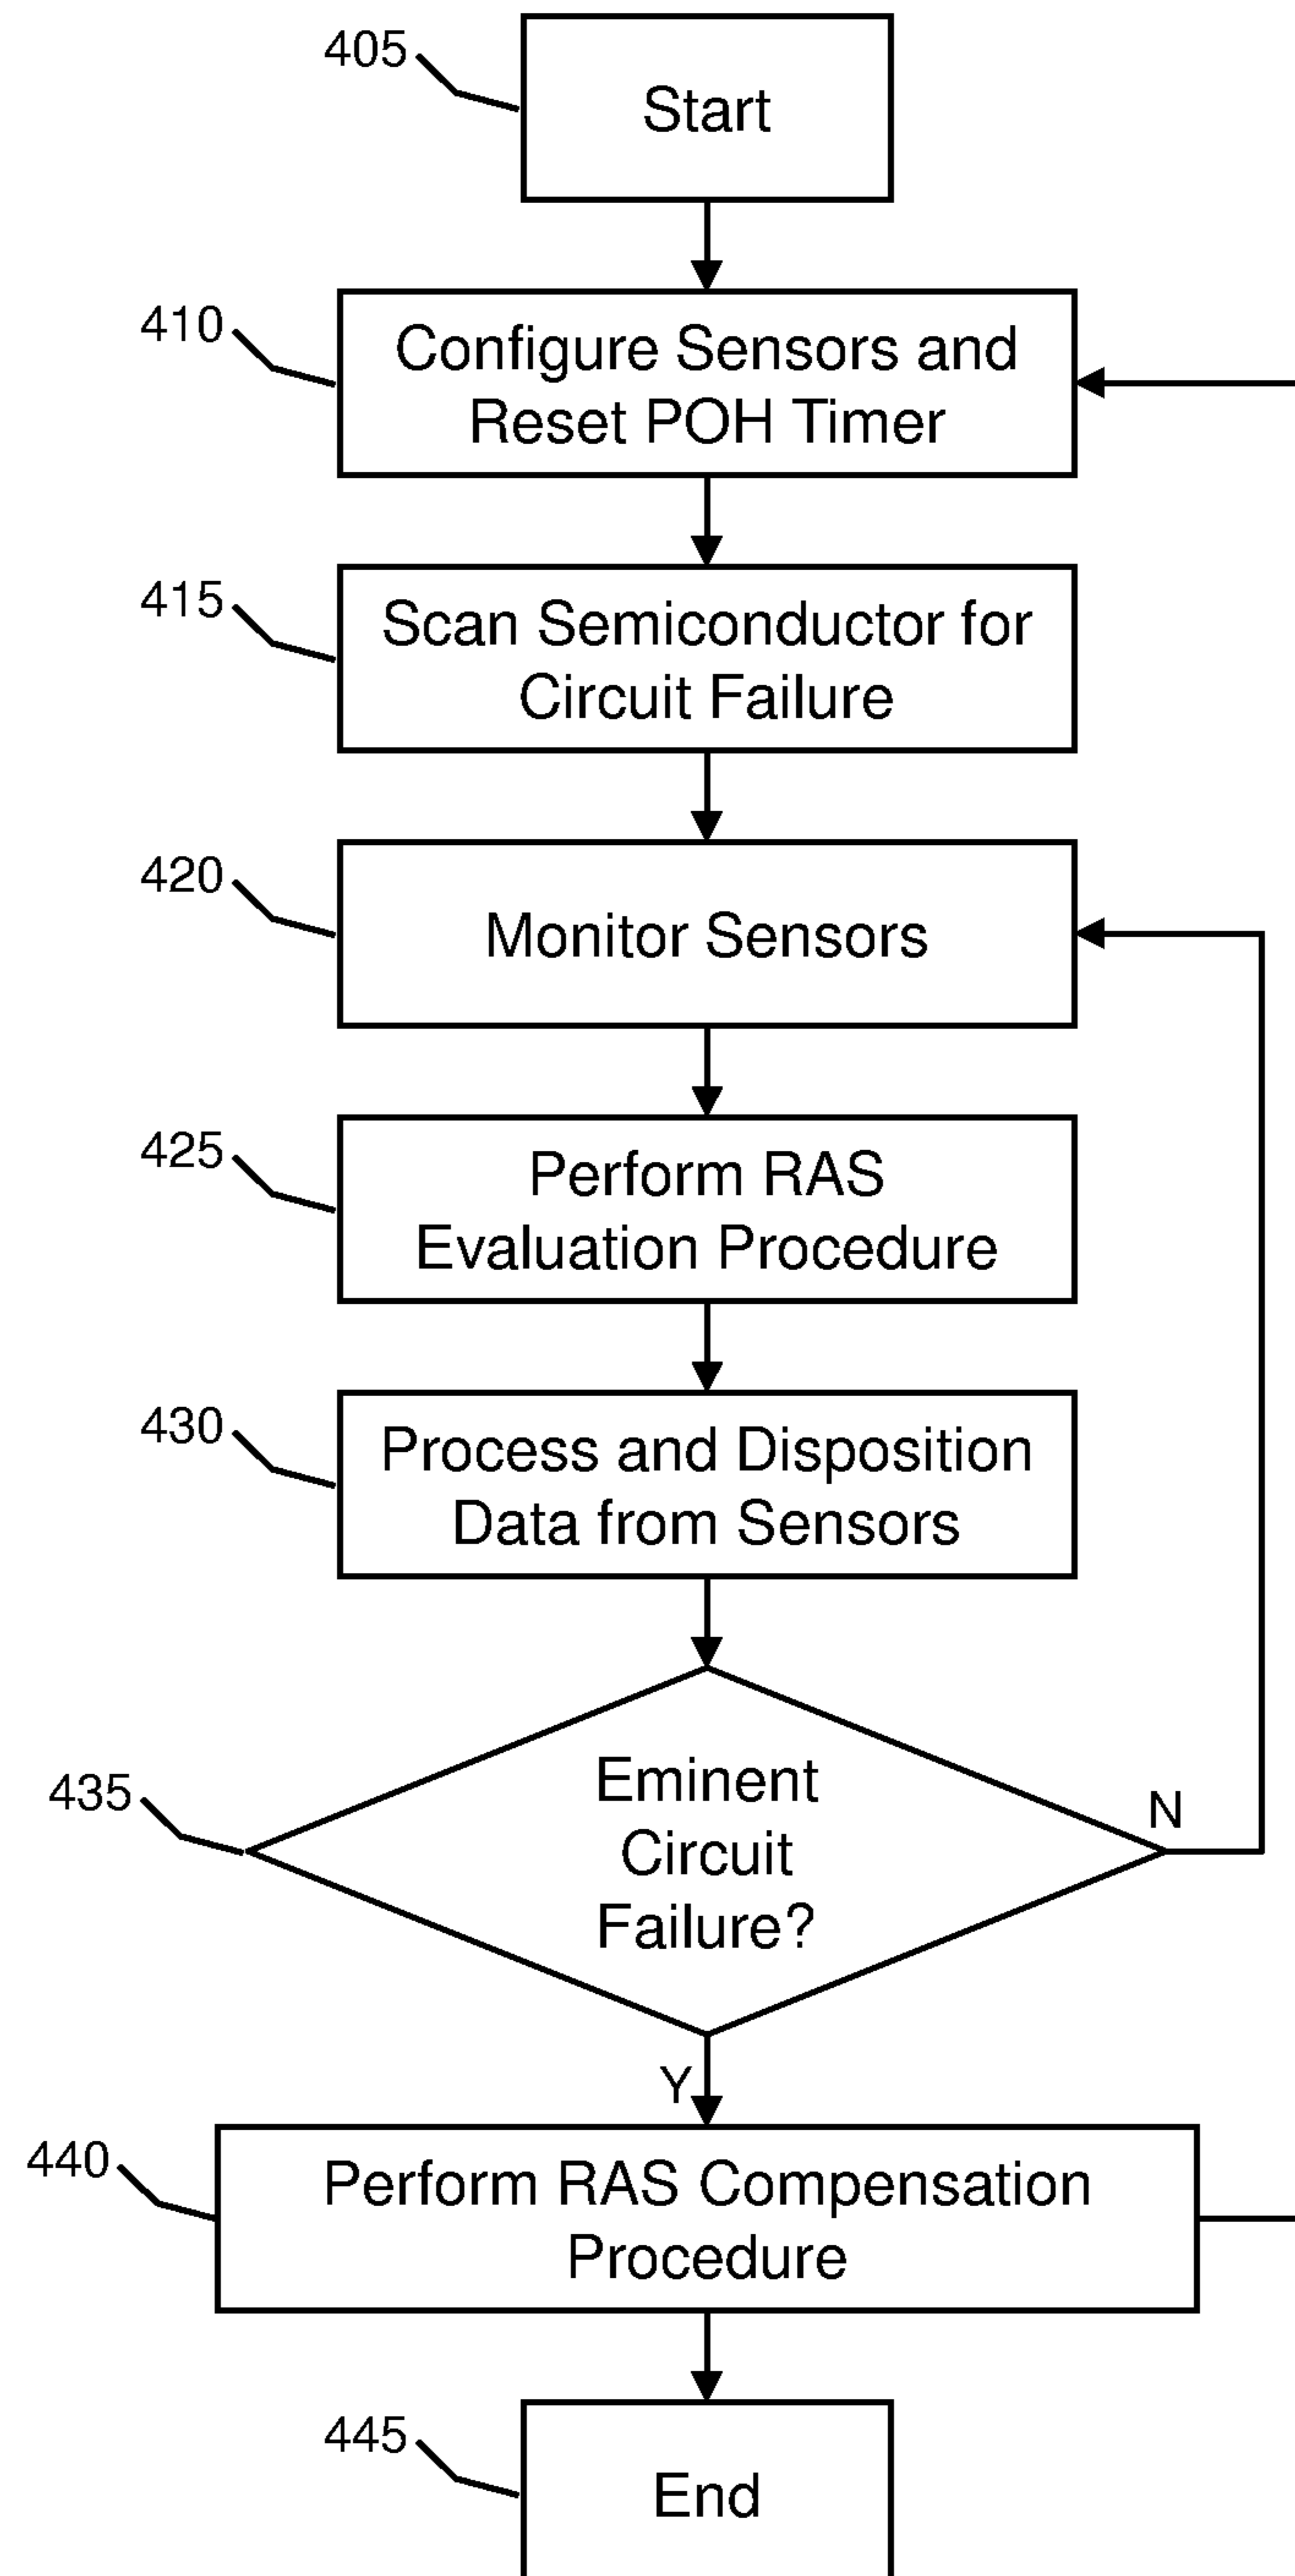 405
Start
410
Configure Sensors and
Reset POH Timer
415
Scan Semiconductor for
Circuit Failure
420
Monitor Sensors
425
Perform RAS
Evaluation Procedure
430
Process and Disposition
Data from Sensors
435
Eminent
Circuit
Failure?
N
Y
440
Perform RAS Compensation
Procedure
445
End